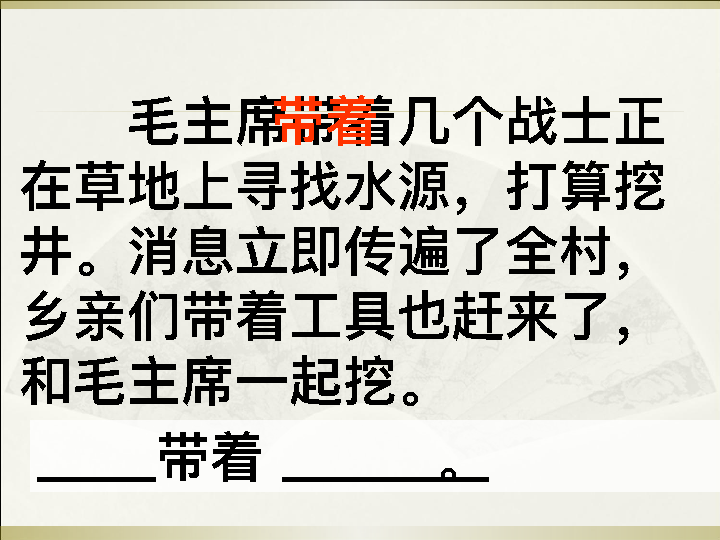 毛主席带着几个战士正
在草地上寻找水源，打算挖
井。消息立即传遍了全村，
乡亲们带着工具也赶来了，
和毛主席一起挖。
_____带着 _______。